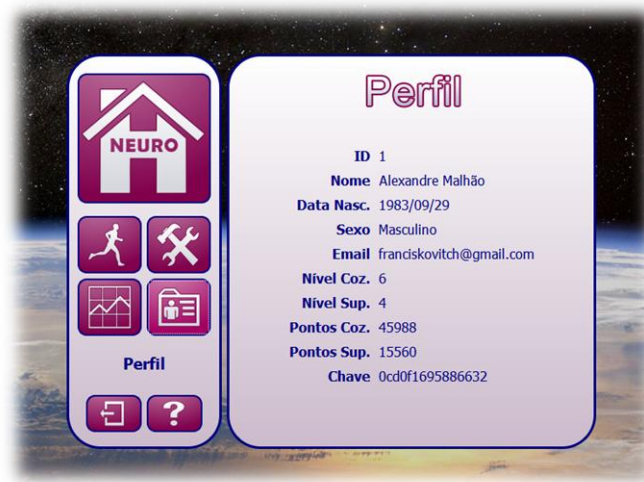 NEURO
Perfil
Perfil
ID 1
Nome Alexandre Malhão
Data Nasc. 1983/09/29
Sexo Masculino
Email franciskovitch@gmail.com
Nível Coz. 6
Nível Sup. 4
Pontos Coz. 45988
Pontos Sup. 15560
Chave 0cd0f1695886632
?